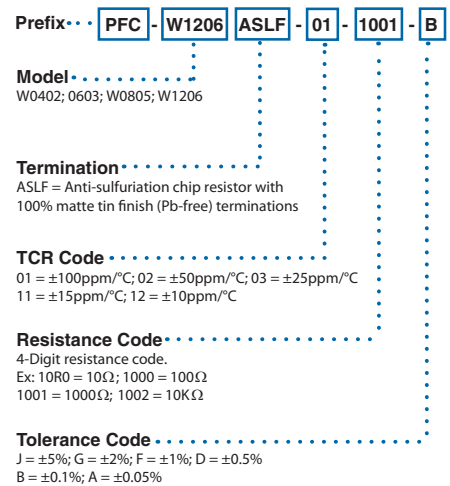 Prefix PFC - W1206 ASLF - 01 - 1001 - B
Model
W0402; 0603; W0805; W1206
Termination
ASLF = Anti-sulfuriation chip resistor with
100% matte tin finish (Pb-free) terminations
TCR Code
01 = ±100ppm/°C; 02 = ±50ppm/°C; 03 = ±25ppm/°C
11 = ±15ppm/°C; 12 = ±10ppm/°C
Resistance Code
4-Digit resistance code.
Ex: 10R0 = 10Ω; 1000 = 100Ω
1001 = 1000Ω; 1002 = 10KΩ
Tolerance Code
J = ±5%; G = ±2%; F = ±1%; D = ±0.5%
B = ±0.1%; A = ±0.05%